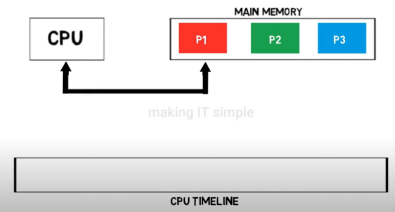 MAIN MEMORY
CPU
P1
P2
P3
making IT simple
CPU TIMELINE